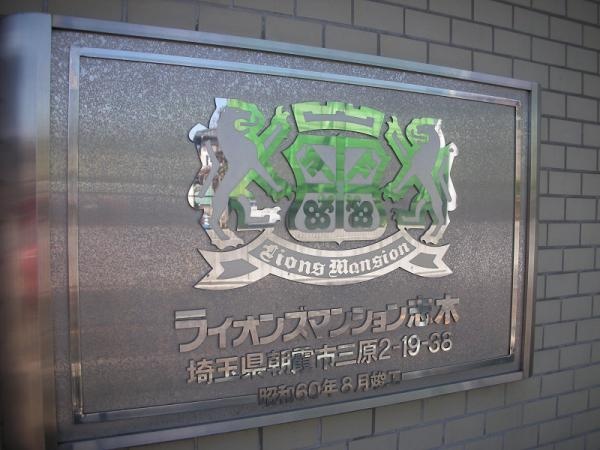 Lions Mansion
ライオンズマンション志木
埼玉県朝霞市三原2-19-38
昭和60年8月竣工